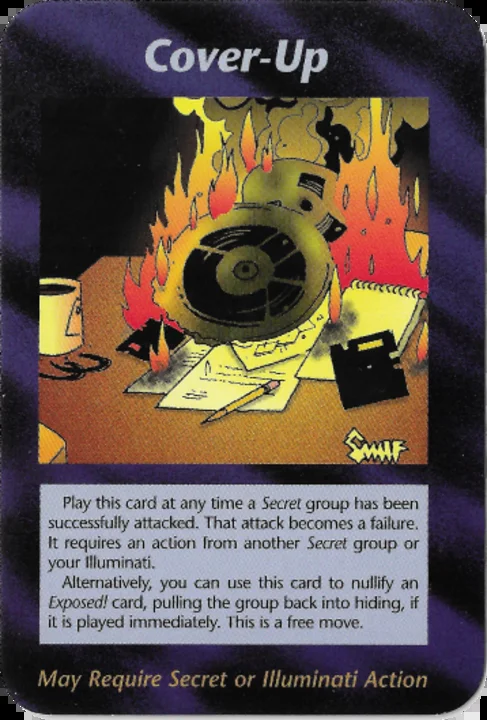 Cover-Up
SMIF
Play this card at any time a Secret group has been
successfully attacked. That attack becomes a failure.
It requires an action from another Secret group or
your Illuminati.
Alternatively, you can use this card to nullify an
Exposed! card, pulling the group back into hiding, if
it is played immediately. This is a free move.
May Require Secret or Illuminati Action